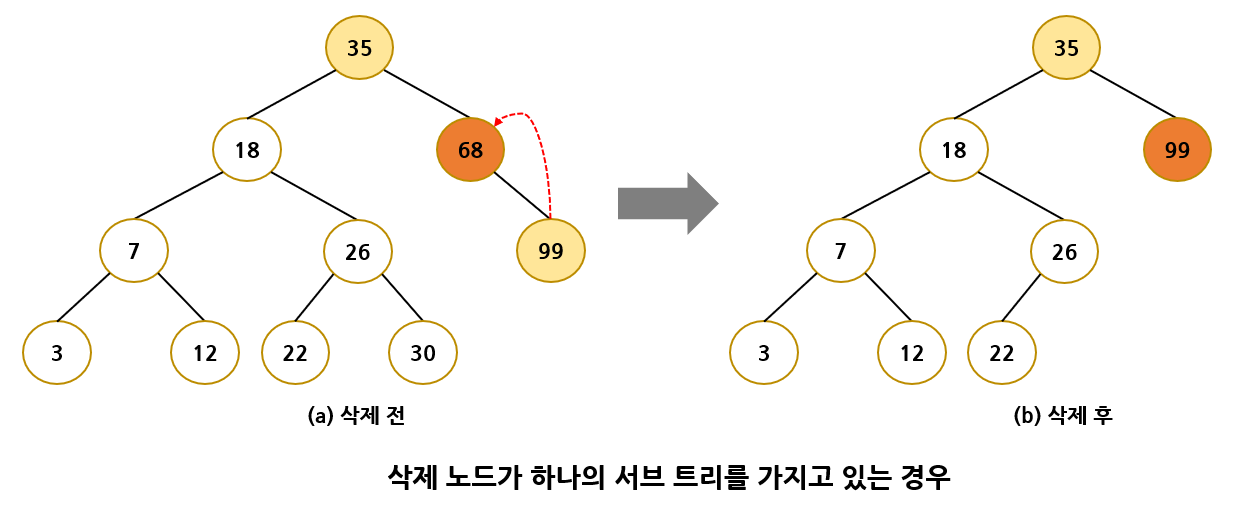 35 35
18 68 18 99
7 26 99 7 26
3 12 22 30 3 12 22
(a) 삭제 전 (b) 삭제 후
삭제 노드가 하나의 서브 트리를 가지고 있는 경우